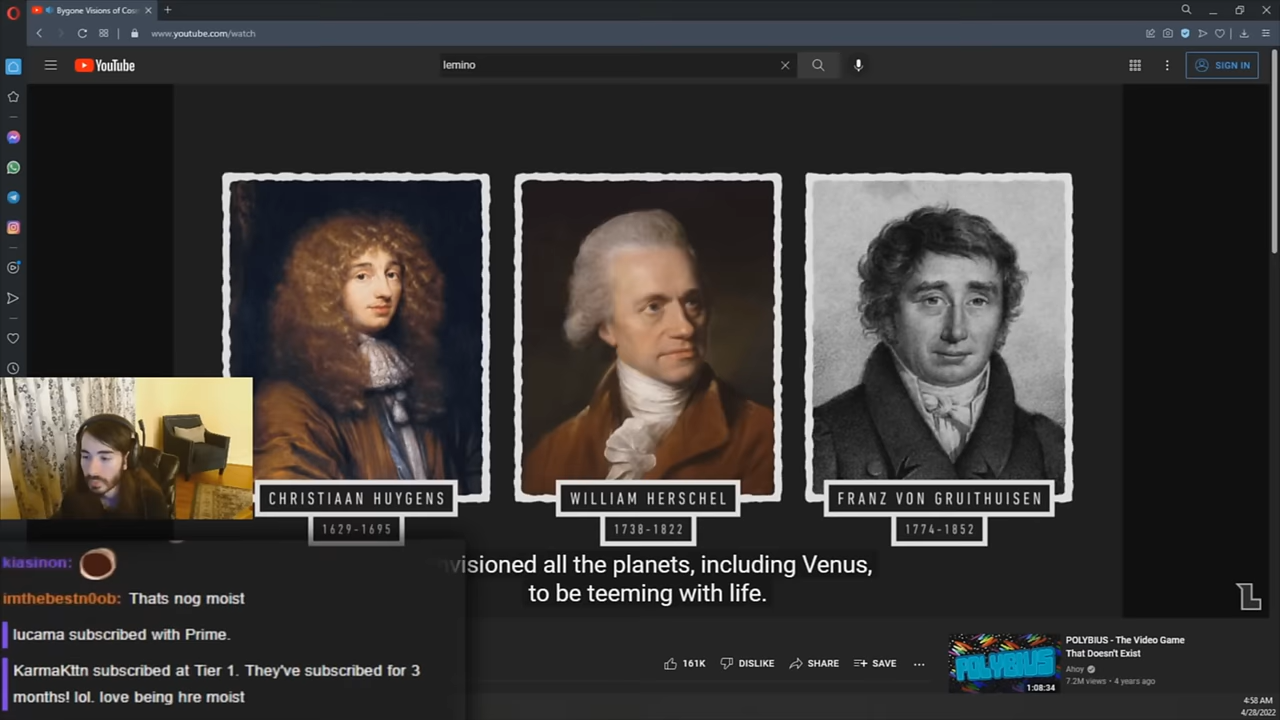 Bygone Visions of Cos
www.youtube.com/watch
YouTube
lemino
SIGN IN
CHRISTIAAN HUYGENS
1629-1695
WILLIAM HERSCHEL
1738-1822
FRANZ VON GRUITHUISEN
1774-1852
visioned all the planets, including Venus,
to be teeming with life.
kiasinon:
imthebestn0ob: Thats nog moist
lucama subscribed with Prime.
KarmaKttn subscribed at Tier 1. They've subscribed for 3
months! lol. love being hre moist
161K
DISLIKE
SHARE
SAVE
POLYBIUS
1:08:34
POLYBIUS - The Video Game
That Doesn't Exist
Ahoy
7.2M views • 4 years ago
4:58 AM
4/28/2022